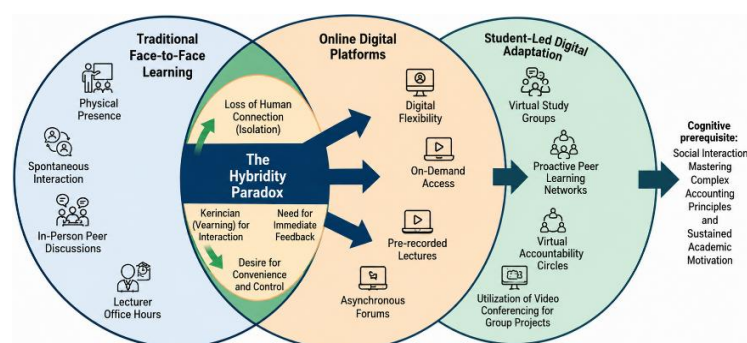 Traditional
Face-to-Face
Learning
Physical
Presence
Spontaneous
Interaction
In-Person Peer
Discussions
Lecturer
Office Hours
Loss of Human
Connection
(Isolation)
The
Hybridity
Paradox
Kerincian
(Vearning) for
Interaction
Need for
Immediate
Feedback
Desire for
Convenience
and Control
Online Digital
Platforms
Digital
Flexibility
On-Demand
Access
Pre-recorded
Lectures
Asynchronous
Forums
Student-Led Digital
Adaptation
Virtual Study
Groups
Proactive Peer
Learning
Networks
Virtual
Accountability
Circles
Utilization of Video
Conferencing for
Group Projects
Cognitive
prerequisite:
Social Interaction
Mastering
Complex
Accounting
Principles
and
Sustained
Academic
Motivation